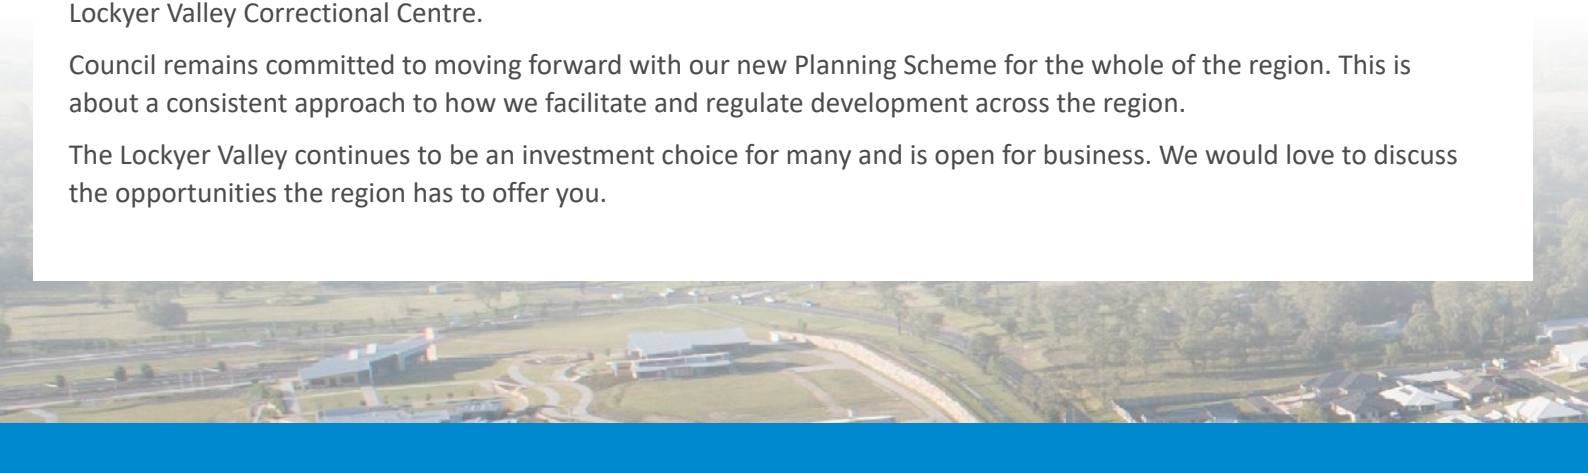 Lockyer Valley Correctional Centre.
Council remains committed to moving forward with our new Planning Scheme for the whole of the region. This is
about a consistent approach to how we facilitate and regulate development across the region.
The Lockyer Valley continues to be an investment choice for many and is open for business. We would love to discuss
the opportunities the region has to offer you.